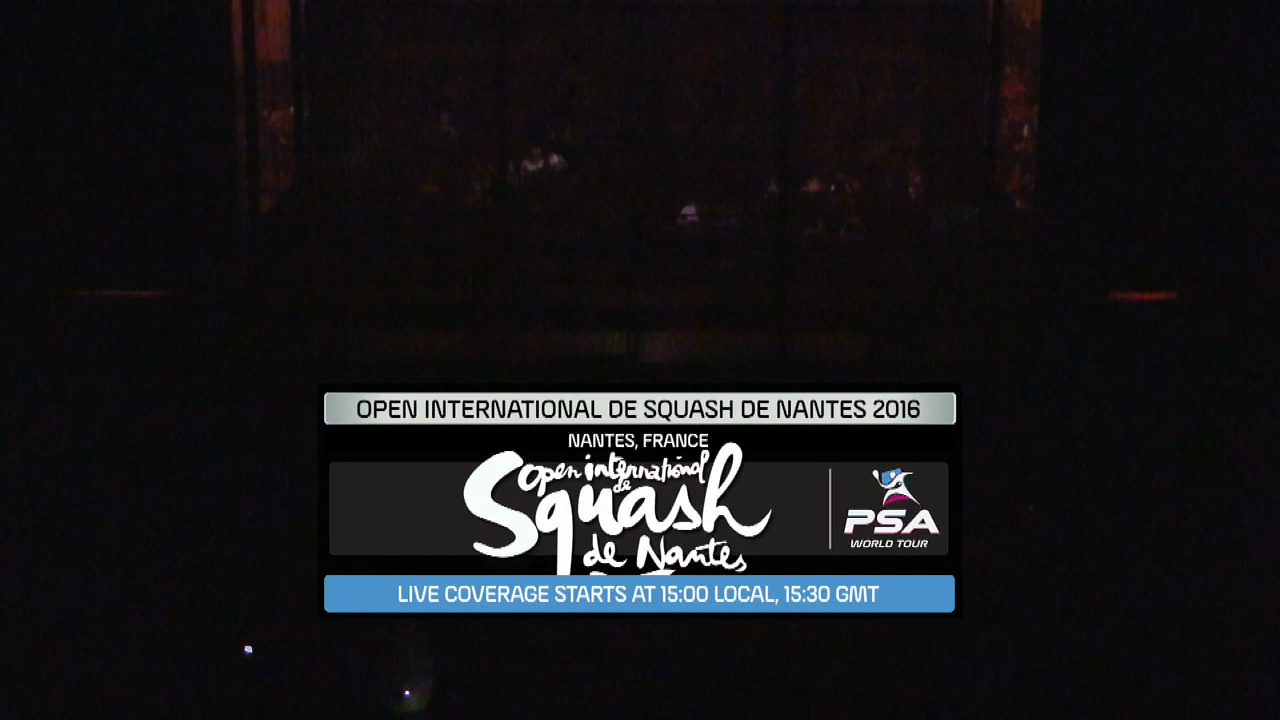 OPEN INTERNATIONAL DE SQUASH DE NANTES 2016
NANTES, FRANCE
Open international
de
Squash
de Nantes
PSA
WORLD TOUR
LIVE COVERAGE STARTS AT 15:00 LOCAL, 15:30 GMT